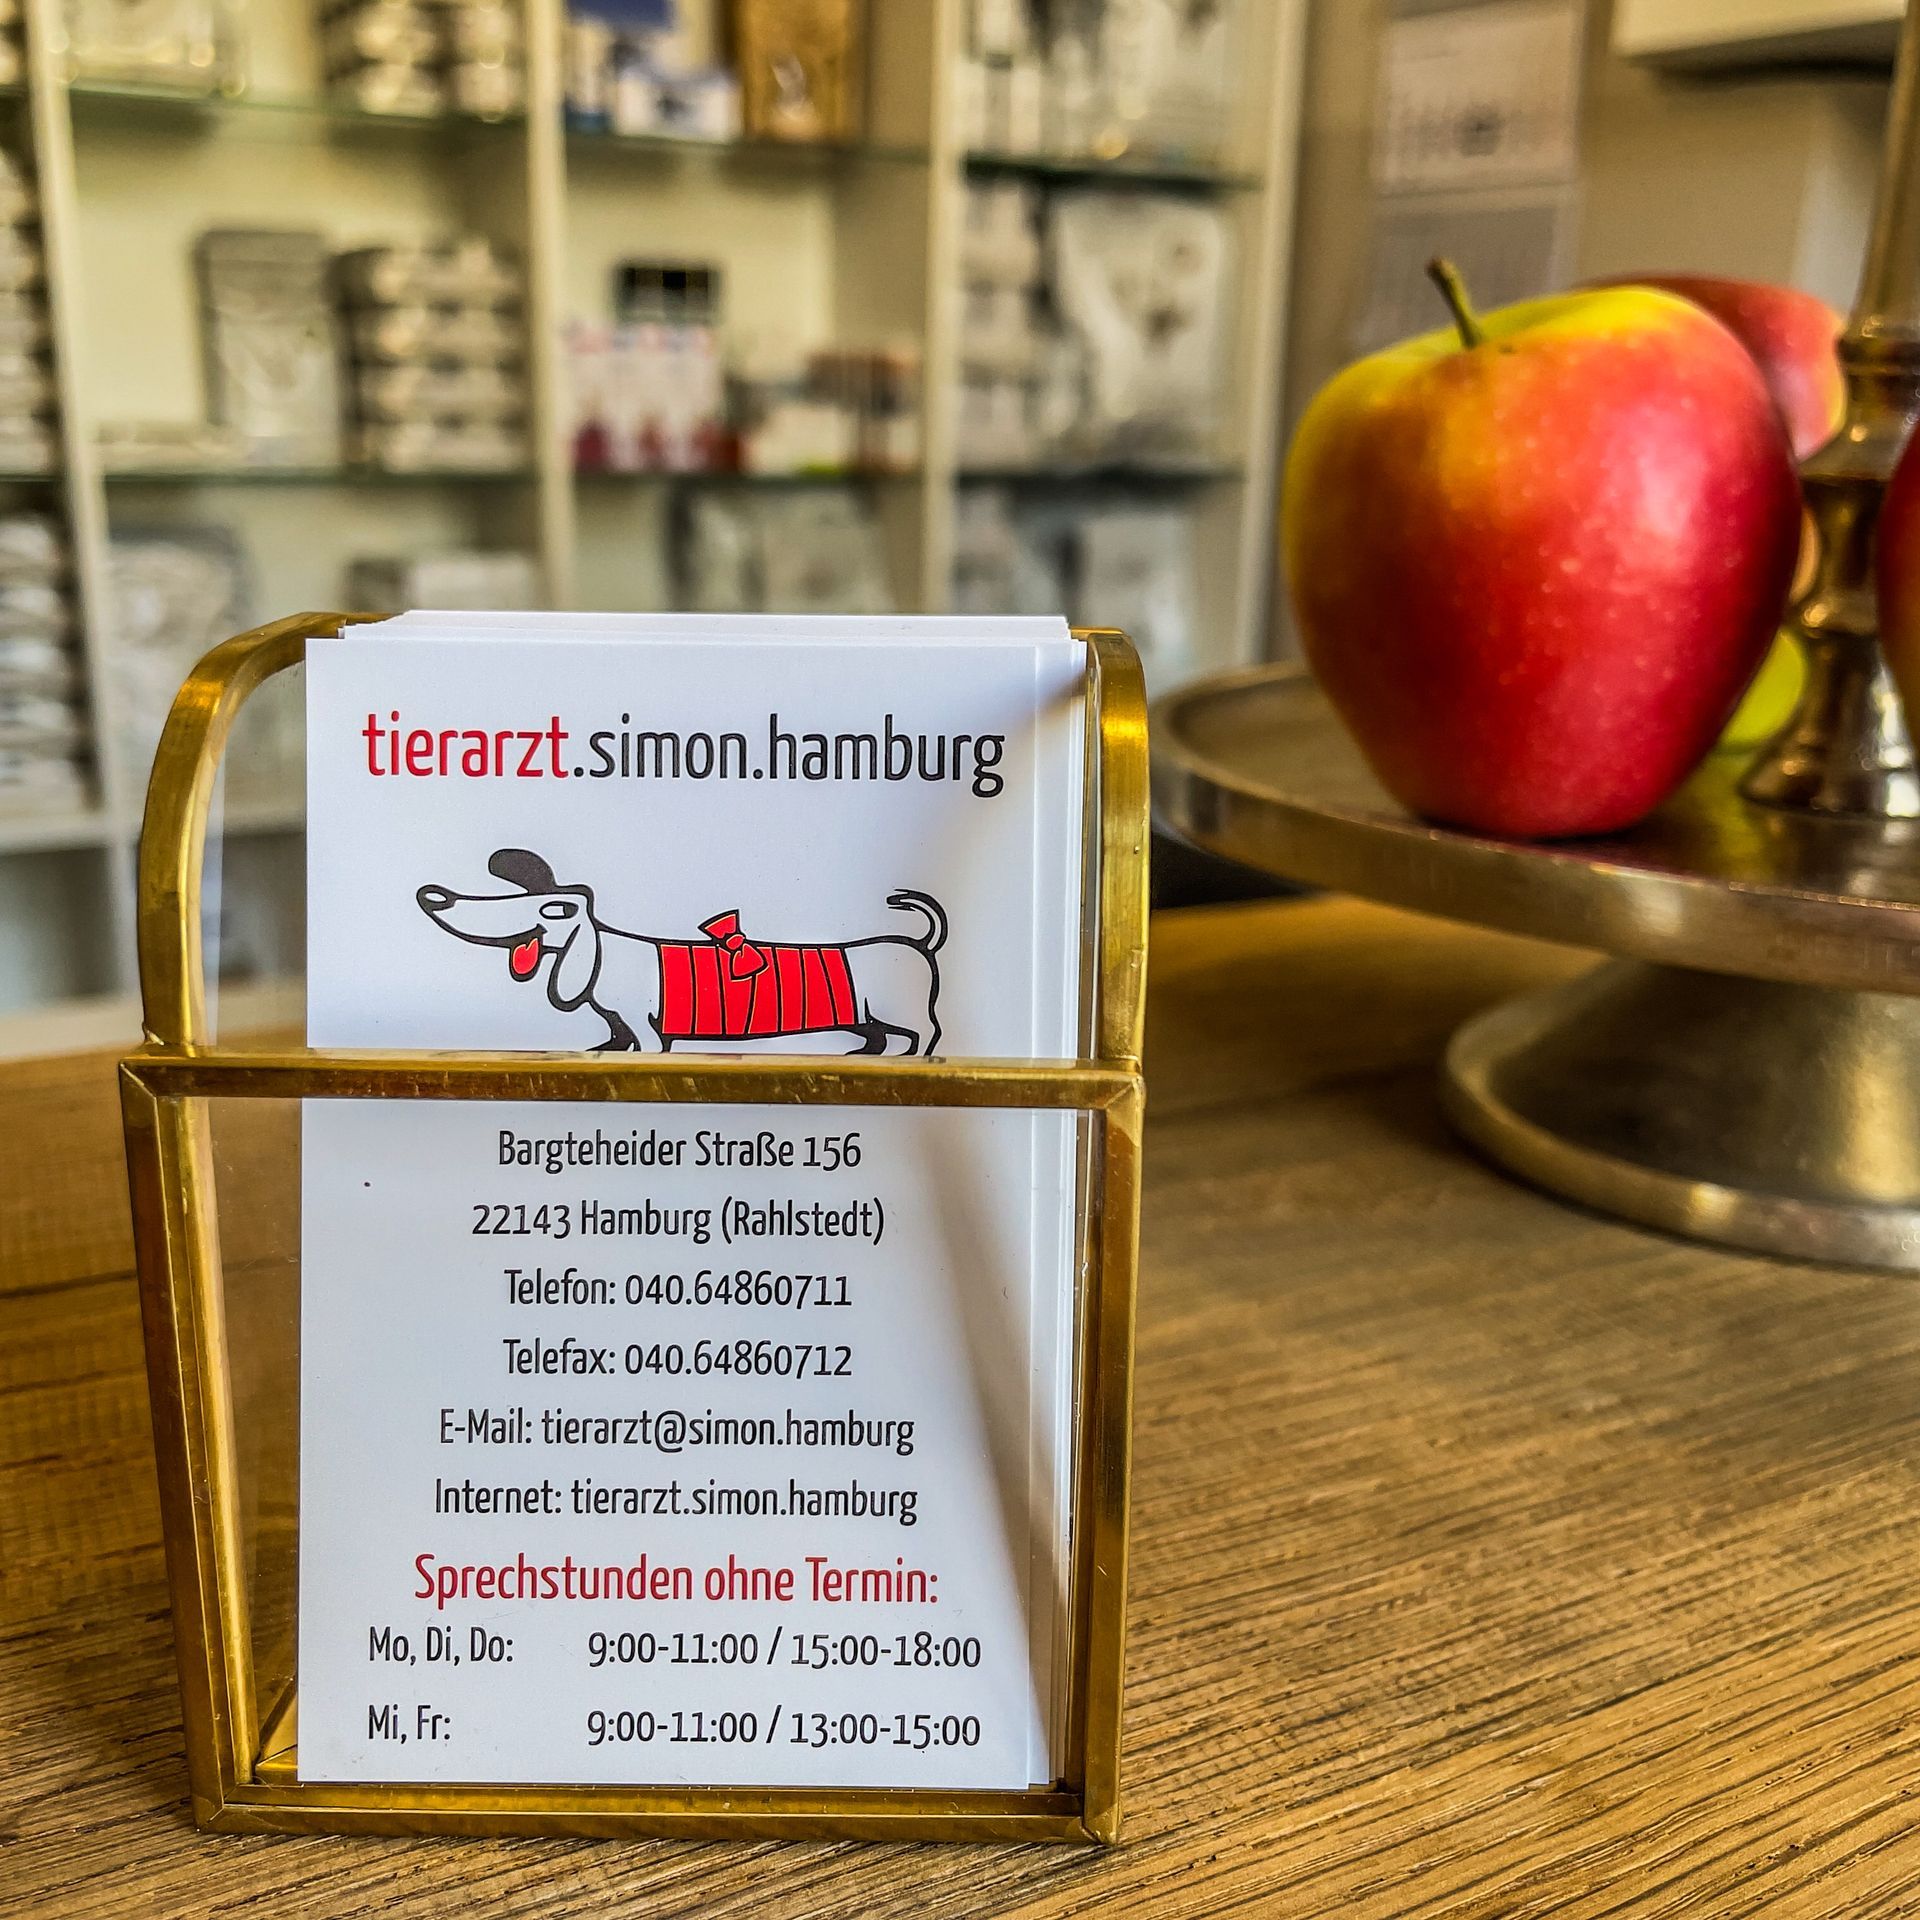 tierarzt.simon.hamburg
Bargteheider Straße 156
22143 Hamburg (Rahlstedt)
Telefon: 040.64860711
Telefax: 040.64860712
E-Mail: tierarzt@simon.hamburg
Internet: tierarzt.simon.hamburg
Sprechstunden ohne Termin:
Mo, Di, Do: 9:00-11:00 / 15:00-18:00
Mi, Fr: 9:00-11:00 / 13:00-15:00